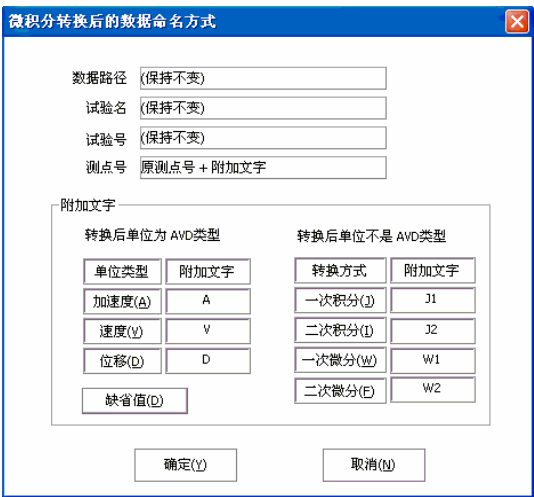 微积分转换后的数据命名方式
数据路径 (保持不变)
试验名 (保持不变)
试验号 (保持不变)
测点号 原测点号 + 附加文字
附加文字
转换后单位为 AVD类型
单位类型 附加文字
加速度(A) A
速度(V) V
位移(D) D
缺省值(D)
转换后单位不是 AVD类型
转换方式 附加文字
一次积分(J) J1
二次积分(I) J2
一次微分(W) W1
二次微分(F) W2
确定(Y) 取消(N)